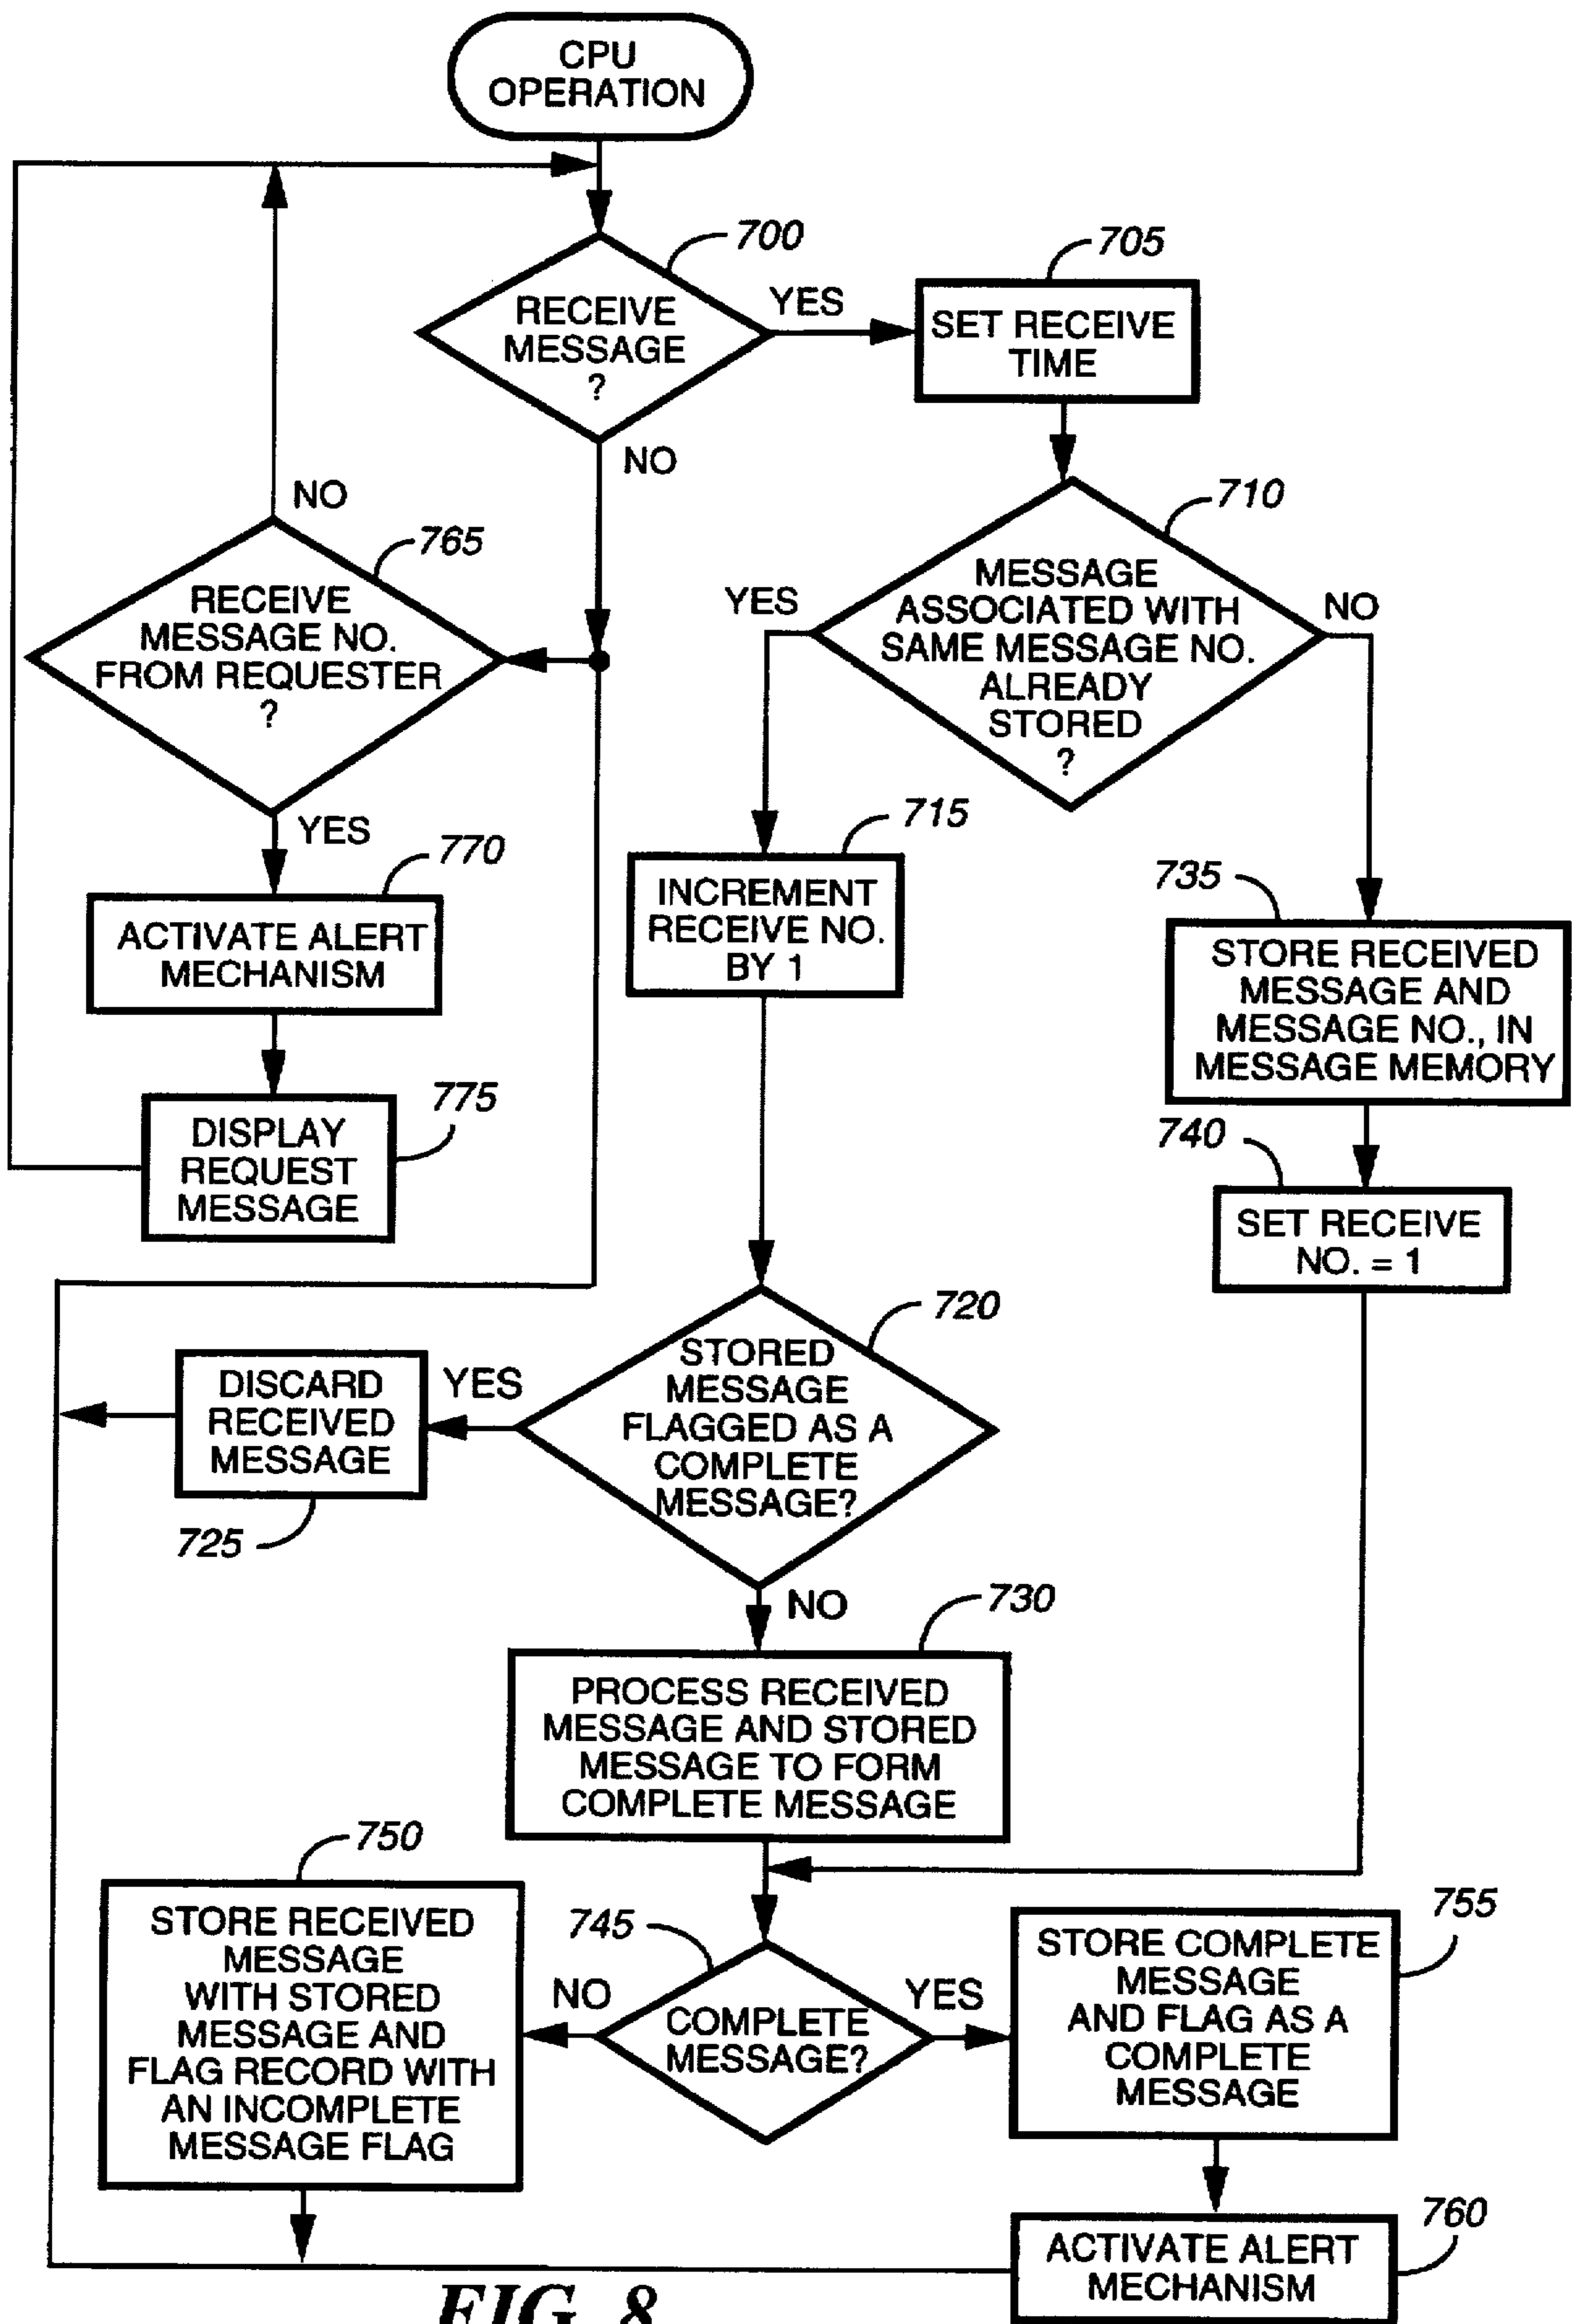 CPU
OPERATION
700
705
RECEIVE
MESSAGE
?
YES
SET RECEIVE
TIME
NO
NO
710
765
MESSAGE
ASSOCIATED WITH
SAME MESSAGE NO.
ALREADY
STORED
?
YES
NO
RECEIVE
MESSAGE NO.
FROM REQUESTER
?
YES
715
770
INCREMENT
RECEIVE NO.
BY 1
735
ACTIVATE ALERT
MECHANISM
STORE RECEIVED
MESSAGE AND
MESSAGE NO., IN
MESSAGE MEMORY
775
DISPLAY
REQUEST
MESSAGE
740
SET RECEIVE
NO. = 1
720
STORED
MESSAGE
FLAGGED AS A
COMPLETE
MESSAGE?
YES
DISCARD
RECEIVED
MESSAGE
725
NO
730
PROCESS RECEIVED
MESSAGE AND STORED
MESSAGE TO FORM
COMPLETE MESSAGE
750
STORE RECEIVED
MESSAGE
WITH STORED
MESSAGE AND
FLAG RECORD WITH
AN INCOMPLETE
MESSAGE FLAG
745
NO
COMPLETE
MESSAGE?
YES
755
STORE COMPLETE
MESSAGE
AND FLAG AS A
COMPLETE
MESSAGE
760
ACTIVATE ALERT
MECHANISM
FIG. 8